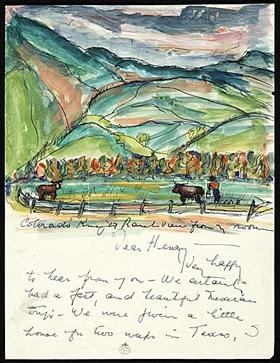 Colorado King's Ranch View from my room
Dear Henry —
Very happy
to hear from you — We
had a fast, and beautiful Mexican
trip — We were given a little
house for two weeks in Texas,